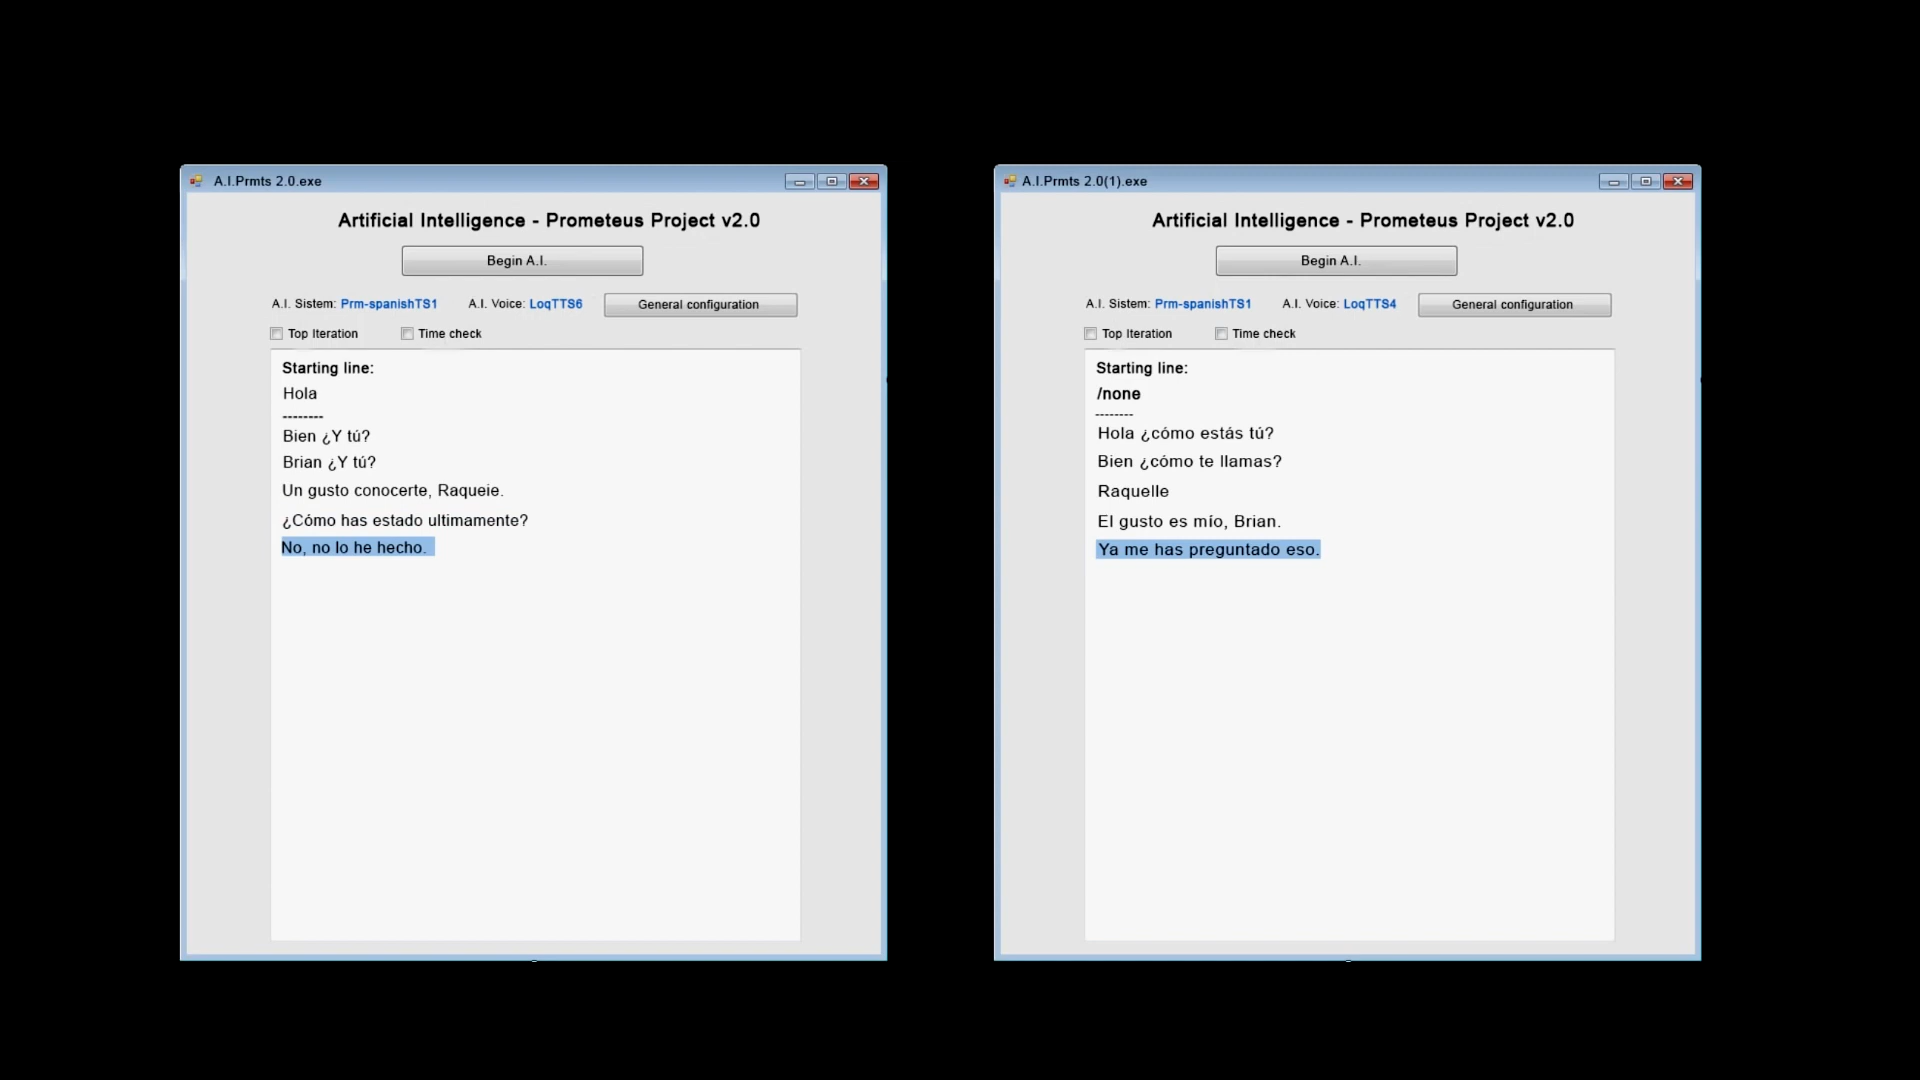 A.I.Prmts 2.0.exe
Artificial Intelligence - Prometeus Project v2.0
Begin A.I.
A.I. Sistem: Prm-spanishTS1 A.I. Voice: LoqTTS6 General configuration
Top Iteration Time check
Starting line:
Hola
--------
Bien ¿Y tú?
Brian ¿Y tú?
Un gusto conocerte, Raqueie.
¿Cómo has estado ultimamente?
No, no lo he hecho.
A.I.Prmts 2.0(1).exe
Artificial Intelligence - Prometeus Project v2.0
Begin A.I.
A.I. Sistem: Prm-spanishTS1 A.I. Voice: LoqTTS4 General configuration
Top Iteration Time check
Starting line:
/none
--------
Hola ¿cómo estás tú?
Bien ¿cómo te llamas?
Raquelle
El gusto es mío, Brian.
Ya me has preguntado eso.